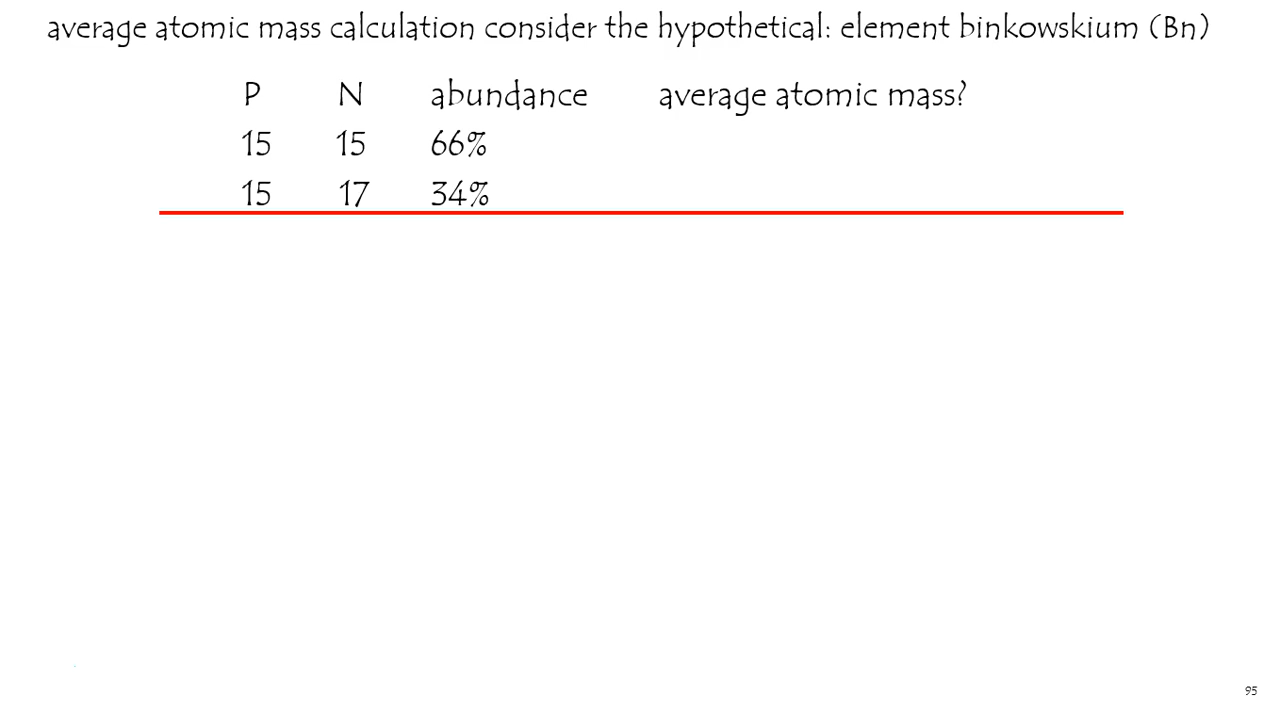 average atomic mass calculation consider the hypothetical: element binkowskium (Bn)
P N abundance average atomic mass?
15 15 66%
15 17 34%
95